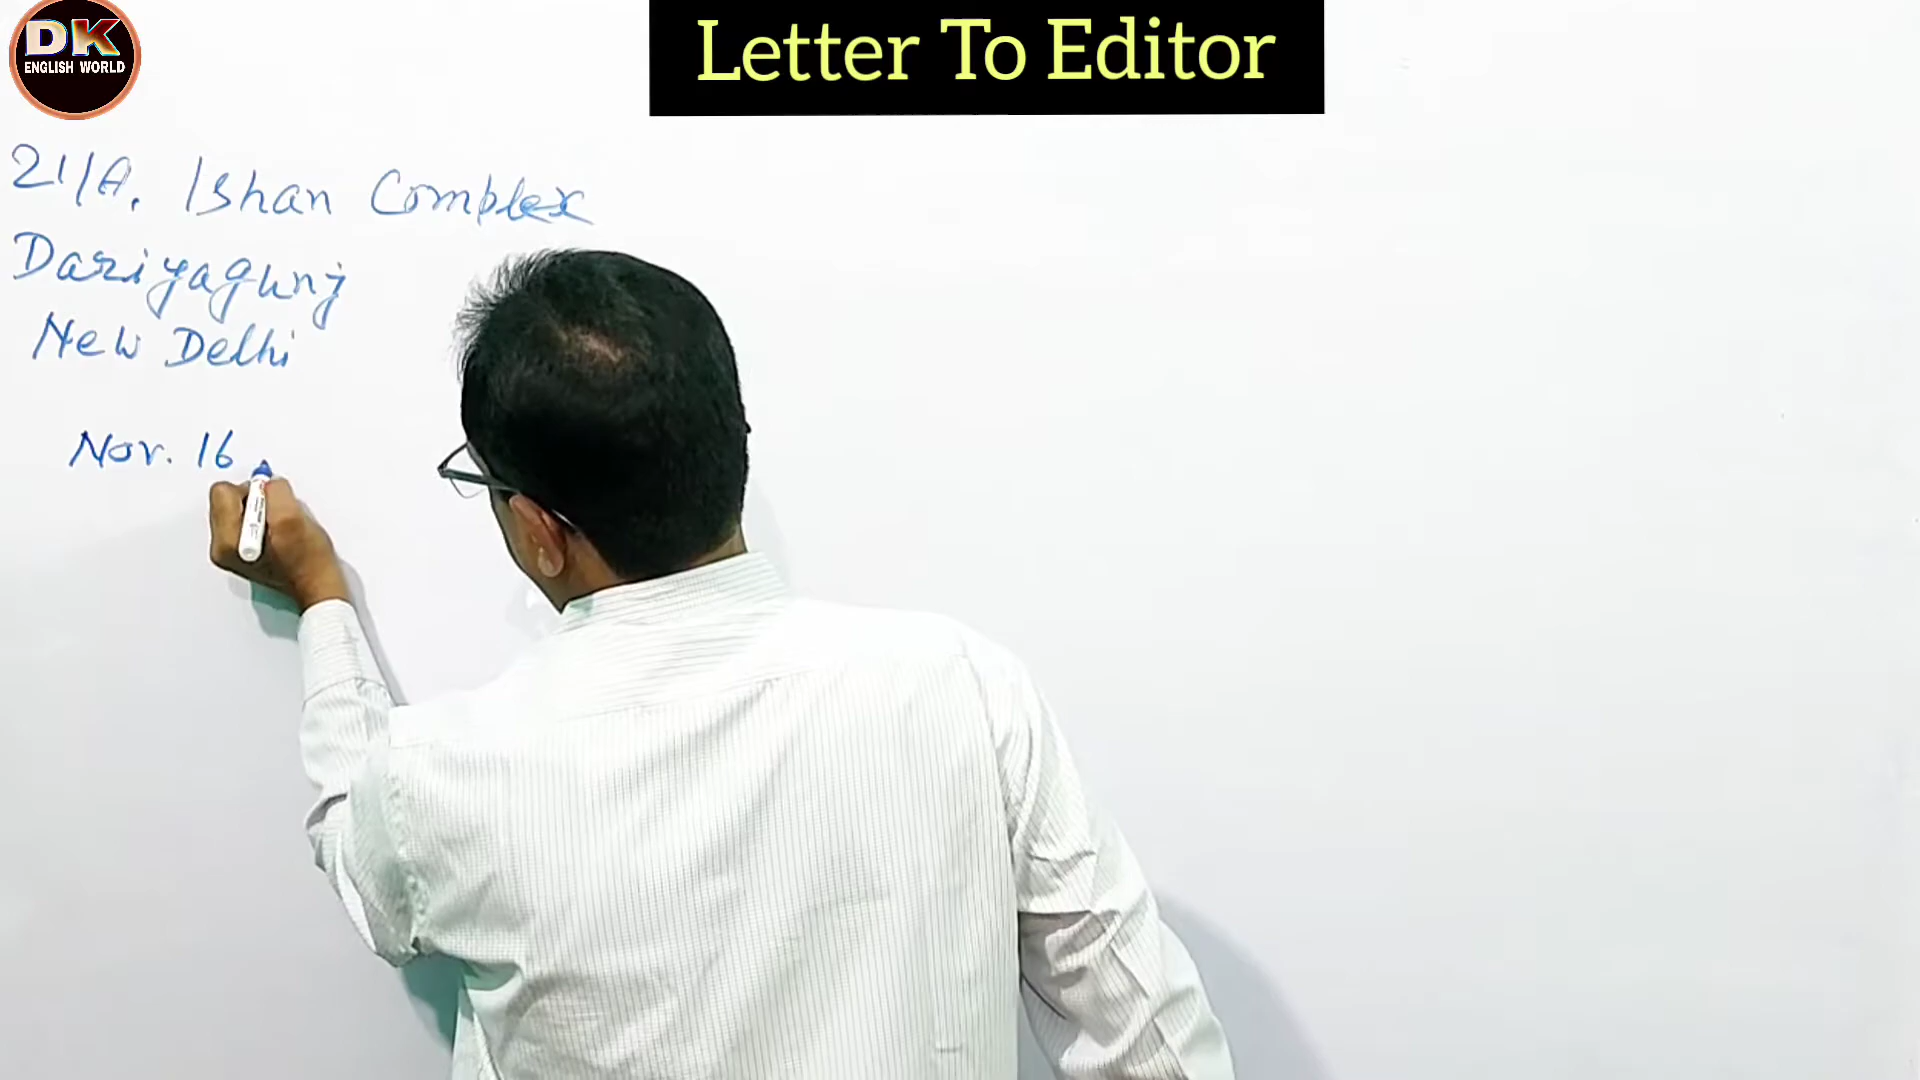 DK
ENGLISH WORLD
Letter To Editor
21/A, Ishan Complex
Dariyagunj
New Delhi
Nov. 16